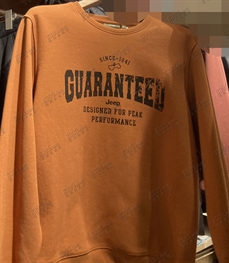 SINCE-1941
GUARANTEED
Jeep
DESIGNED FOR PEAK
PERFORMANCE